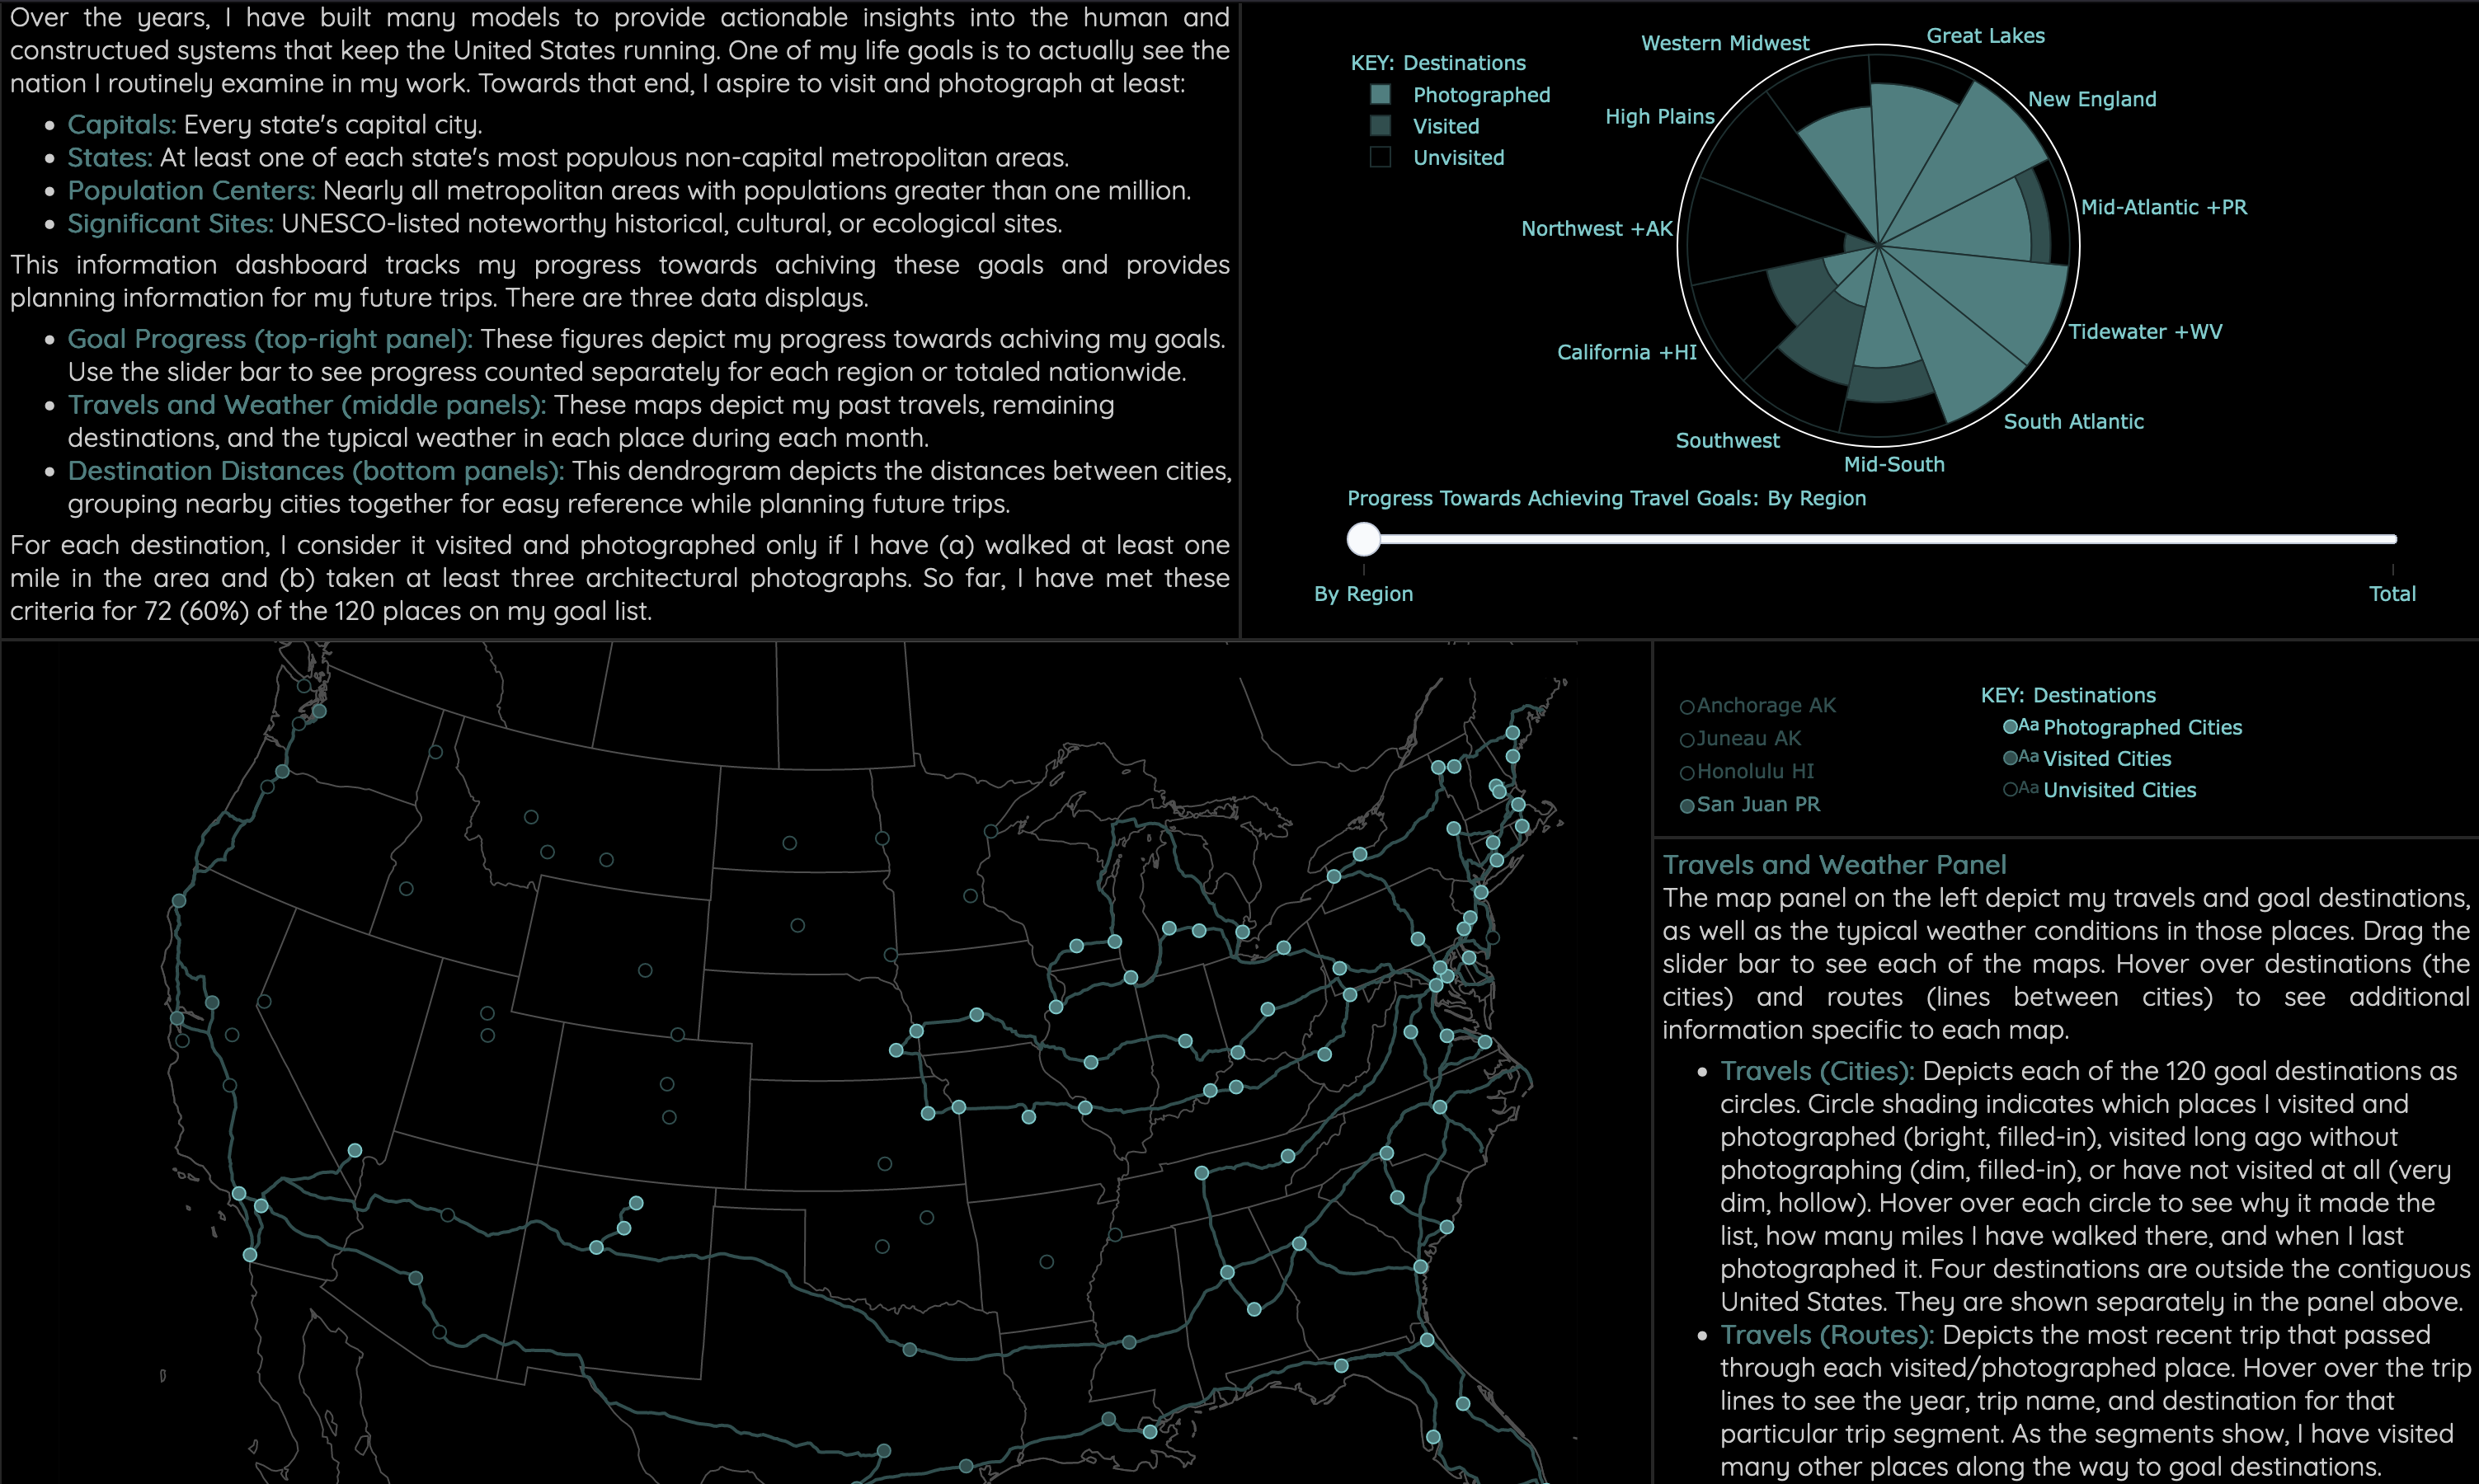 Over the years, I have built many models to provide actionable insights into the human and
constructued systems that keep the United States running. One of my life goals is to actually see the
nation I routinely examine in my work. Towards that end, I aspire to visit and photograph at least:
• Capitals: Every state's capital city.
• States: At least one of each state's most populous non-capital metropolitan areas.
• Population Centers: Nearly all metropolitan areas with populations greater than one million.
• Significant Sites: UNESCO-listed noteworthy historical, cultural, or ecological sites.
This information dashboard tracks my progress towards achiving these goals and provides
planning information for my future trips. There are three data displays.
• Goal Progress (top-right panel): These figures depict my progress towards achiving my goals.
Use the slider bar to see progress counted separately for each region or totaled nationwide.
• Travels and Weather (middle panels): These maps depict my past travels, remaining
destinations, and the typical weather in each place during each month.
• Destination Distances (bottom panels): This dendrogram depicts the distances between cities,
grouping nearby cities together for easy reference while planning future trips.
For each destination, I consider it visited and photographed only if I have (a) walked at least one
mile in the area and (b) taken at least three architectural photographs. So far, I have met these
criteria for 72 (60%) of the 120 places on my goal list.
KEY: Destinations
Photographed
Visited
Unvisited
Western Midwest
Great Lakes
High Plains
New England
Northwest +AK
Mid-Atlantic +PR
California +HI
Tidewater +WV
Southwest
South Atlantic
Mid-South
Progress Towards Achieving Travel Goals: By Region
By Region
Total
Anchorage AK
Juneau AK
Honolulu HI
San Juan PR
KEY: Destinations
Aa Photographed Cities
Aa Visited Cities
Aa Unvisited Cities
Travels and Weather Panel
The map panel on the left depict my travels and goal destinations,
as well as the typical weather conditions in those places. Drag the
slider bar to see each of the maps. Hover over destinations (the
cities) and routes (lines between cities) to see additional
information specific to each map.
• Travels (Cities): Depicts each of the 120 goal destinations as
circles. Circle shading indicates which places I visited and
photographed (bright, filled-in), visited long ago without
photographing (dim, filled-in), or have not visited at all (very
dim, hollow). Hover over each circle to see why it made the
list, how many miles I have walked there, and when I last
photographed it. Four destinations are outside the contiguous
United States. They are shown separately in the panel above.
• Travels (Routes): Depicts the most recent trip that passed
through each visited/photographed place. Hover over the trip
lines to see the year, trip name, and destination for that
particular trip segment. As the segments show, I have visited
many other places along the way to goal destinations.